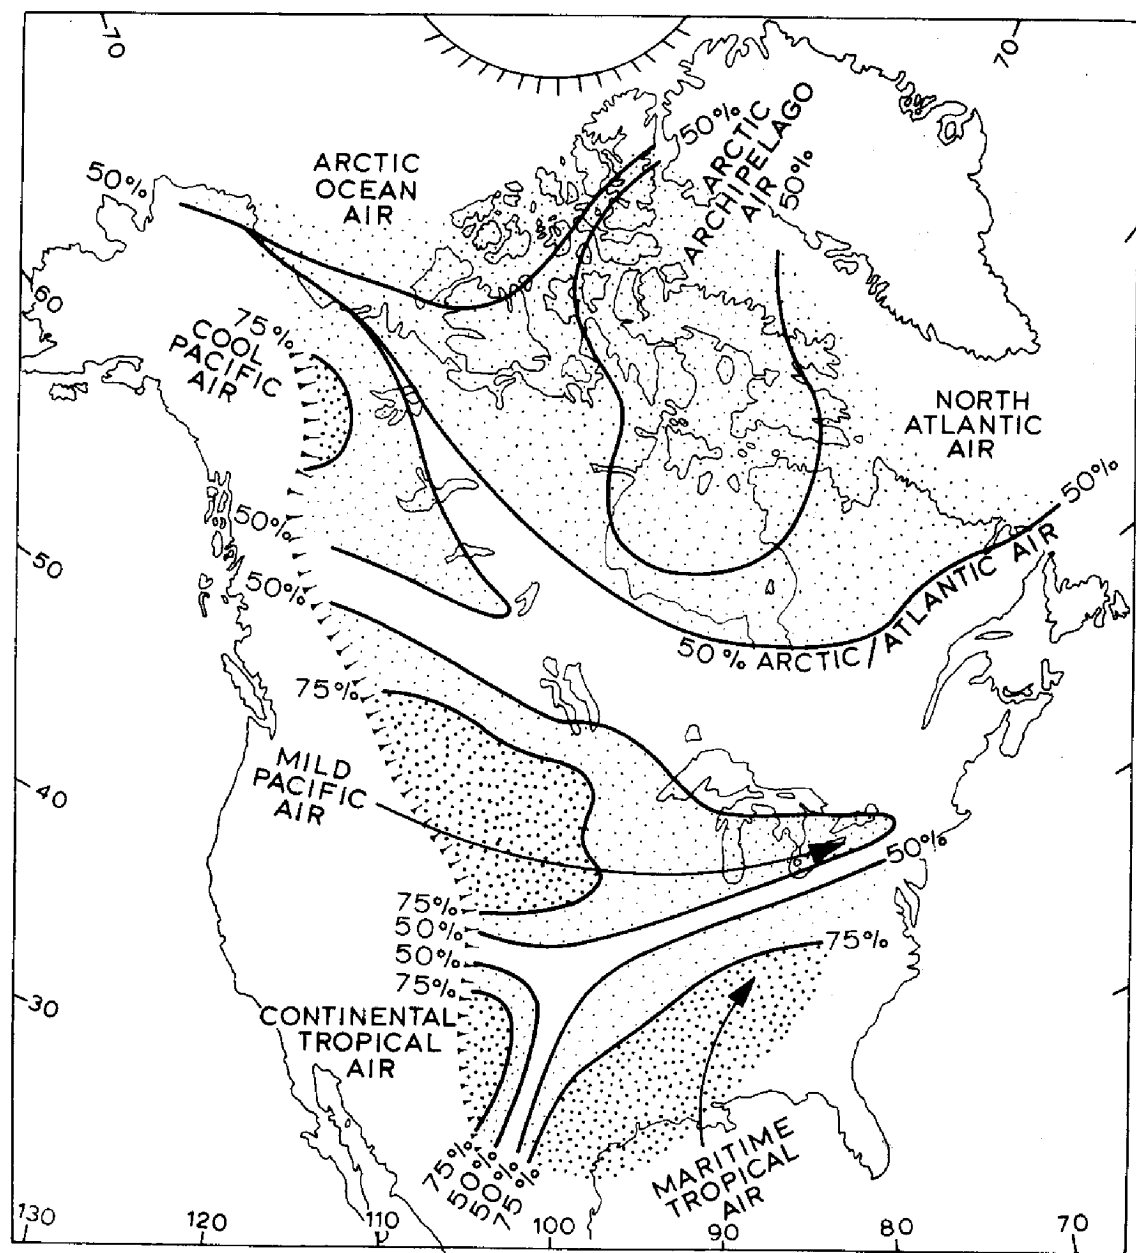 70
70
50%
ARCTIC
ARCHIPELAGO
AIR
50%
ARCTIC
OCEAN
AIR
50%
60
75%
COOL
PACIFIC
AIR
NORTH
ATLANTIC
AIR
50%
50%
50
50%
50% ARCTIC/ATLANTIC AIR
75%
MILD
PACIFIC
AIR
40
50%
75%
50%
50%
75%
75%
30
CONTINENTAL
TROPICAL
AIR
75%
50%
50%
75%
MARITIME
TROPICAL
AIR
130
120
110
100
90
80
70